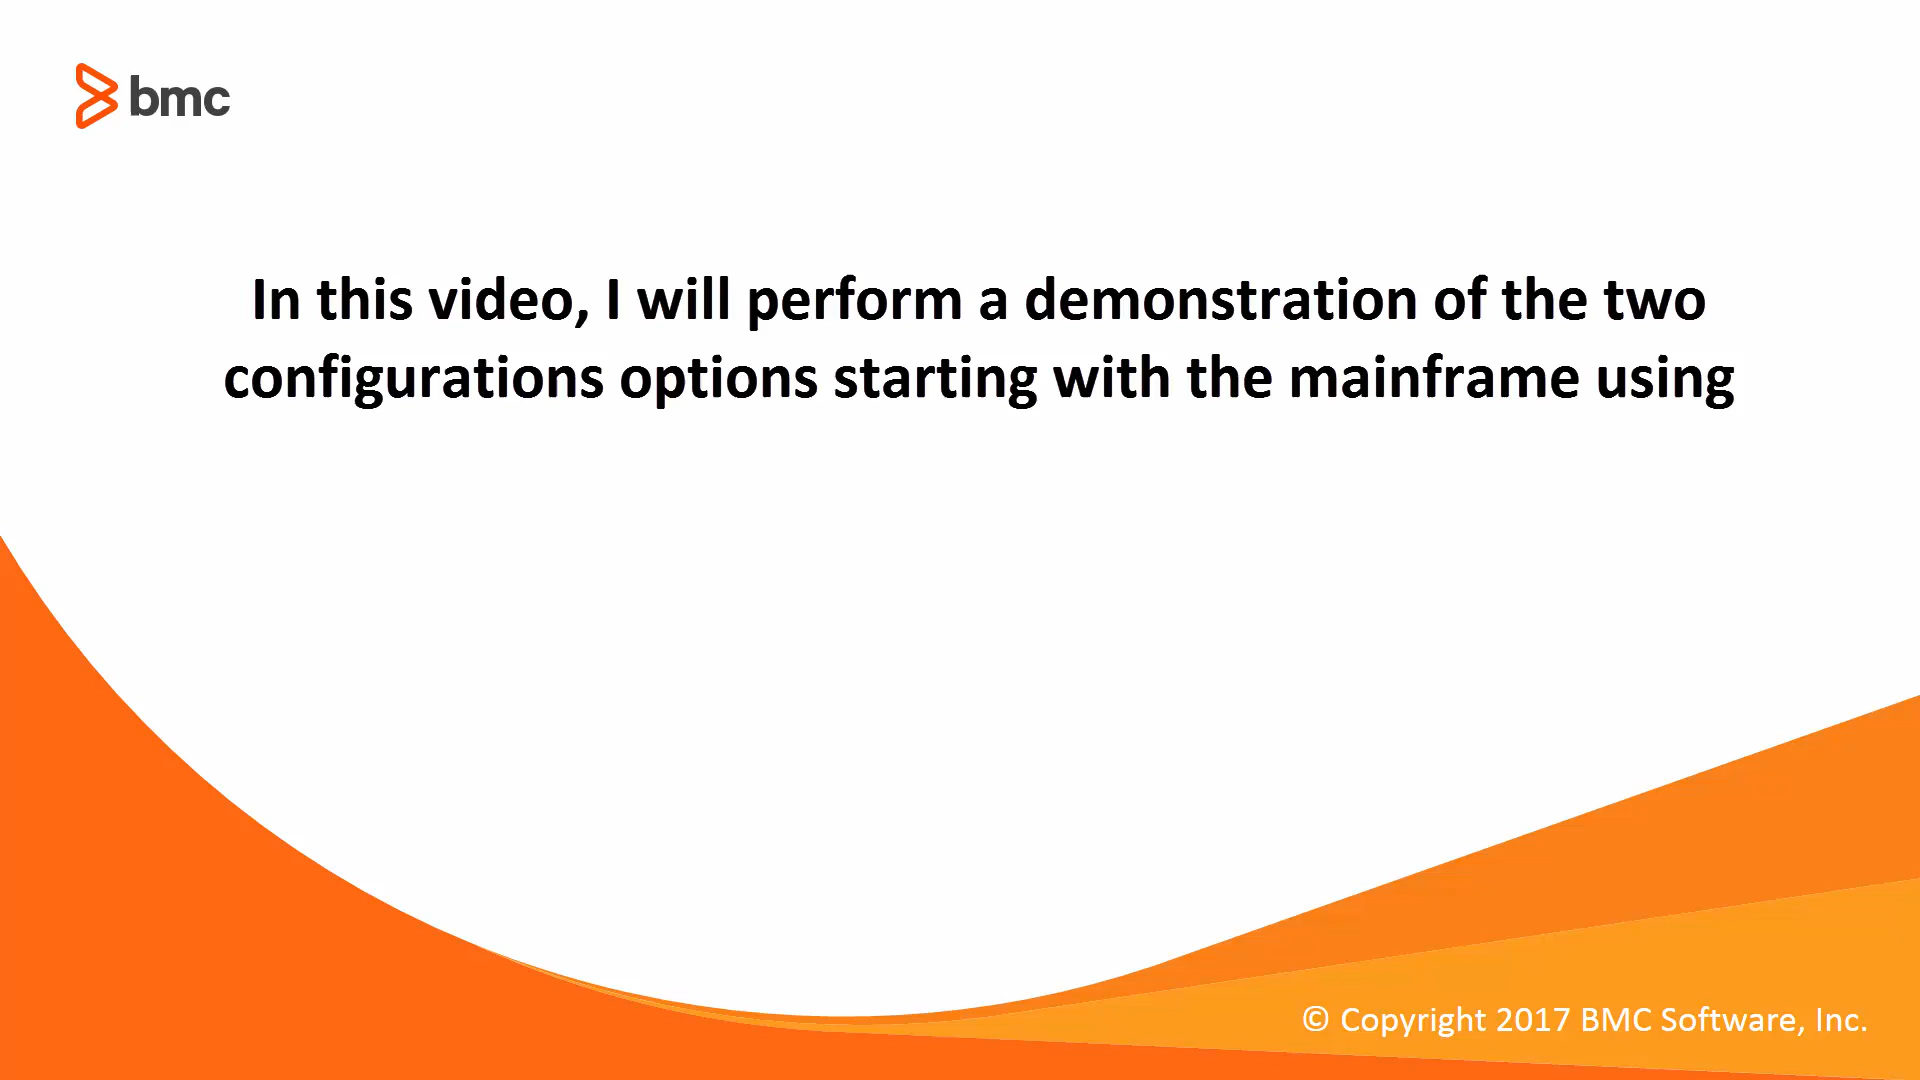 bmc
In this video, I will perform a demonstration of the two
configurations options starting with the mainframe using
© Copyright 2017 BMC Software, Inc.